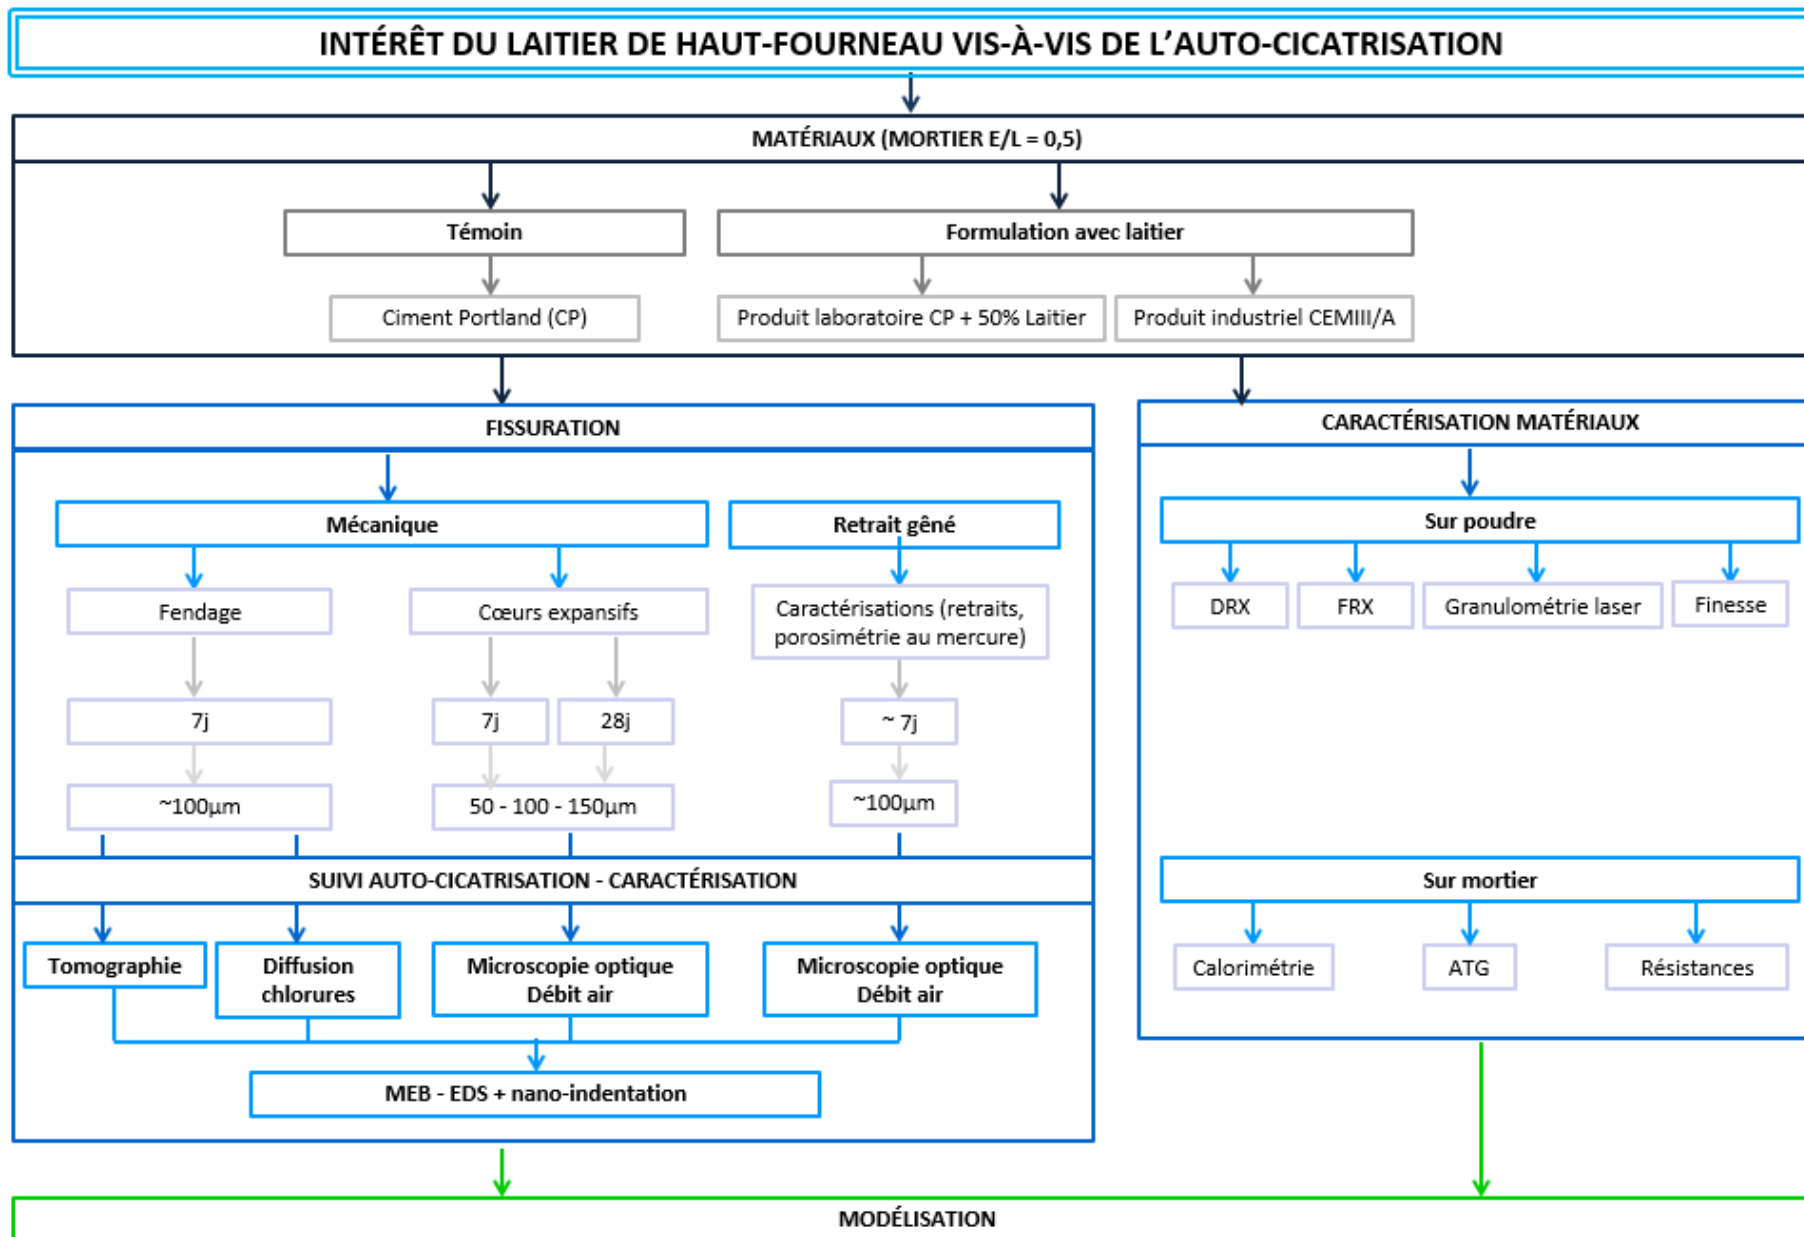 INTÉRÊT DU LAITIER DE HAUT-FOURNEAU VIS-À-VIS DE L'AUTO-CICATRISATION
MATÉRIAUX (MORTIER E/L = 0,5)
Témoin
Formulation avec laitier
Ciment Portland (CP)
Produit laboratoire CP + 50% Laitier
Produit industriel CEMIII/A
FISSURATION
Mécanique
Retrait gêné
Fendage
Cœurs expansifs
Caractérisations (retraits,
porosimétrie au mercure)
7j
7j
28j
~ 7j
~100µm
50 - 100 - 150µm
~100µm
SUIVI AUTO-CICATRISATION - CARACTÉRISATION
Tomographie
Diffusion
chlorures
Microscopie optique
Débit air
Microscopie optique
Débit air
MEB - EDS + nano-indentation
CARACTÉRISATION MATÉRIAUX
Sur poudre
DRX
FRX
Granulométrie laser
Finesse
Sur mortier
Calorimétrie
ATG
Résistances
MODÉLISATION